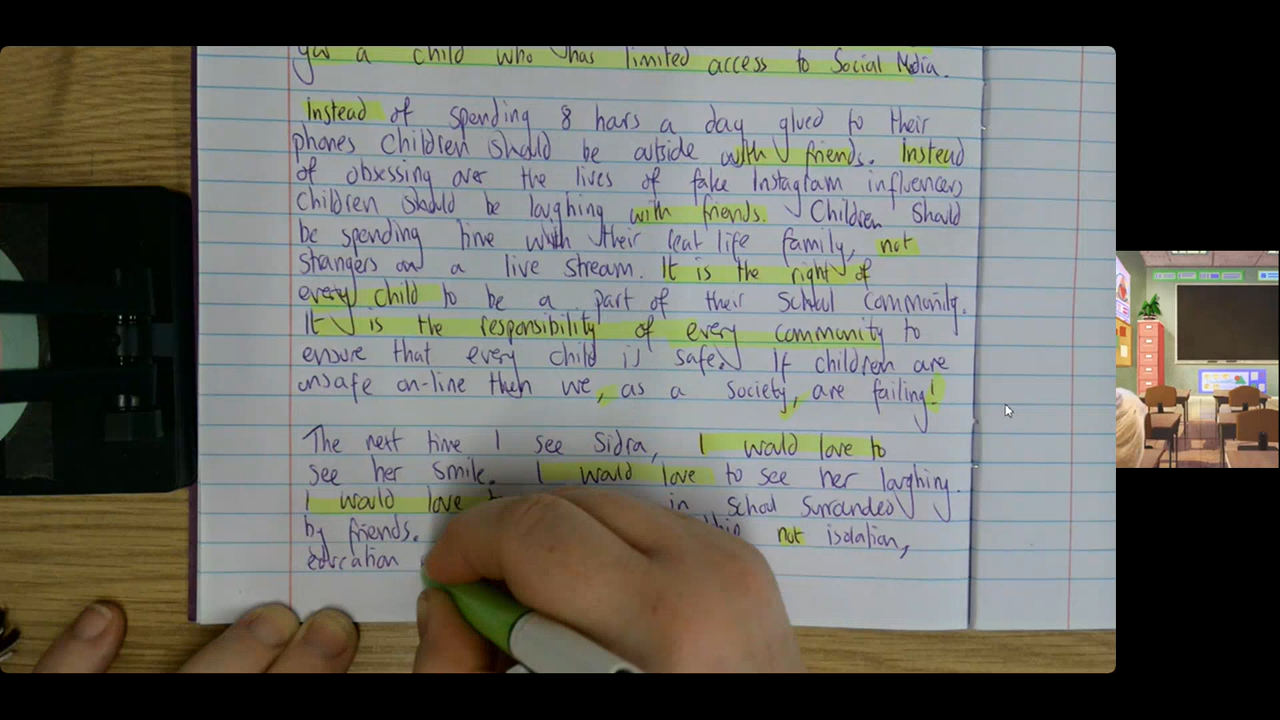 you a child who has limited access to Social Media.
Instead of spending 8 hours a day glued to their
phones Children should be outside with friends. Instead
of obsessing over the lives of fake Instagram influencers
Children should be laughing with friends. Children should
be spending time with their real life family, not
strangers on a live stream. It is the right of
every child to be a part of their School Community.
It is the responsibility of every community to
ensure that every child is safe. If children are
unsafe on-line then we, as a society, are failing!
The next time I see Sidra, I would love to
see her smile. I would love to see her laughing.
I would love in School surrounded
by friends. not isolation,
education